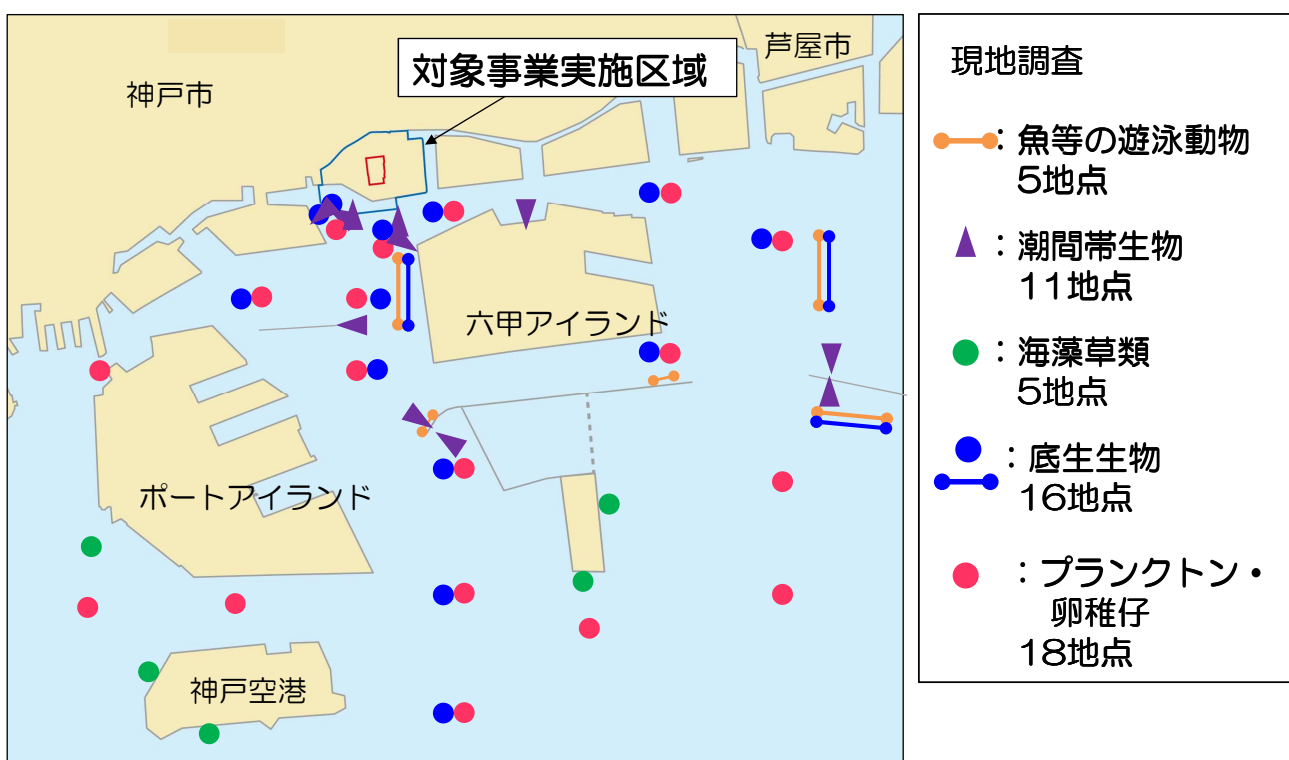 神戸市
対象事業実施区域
芦屋市
六甲アイランド
ポートアイランド
神戸空港
現地調査
：魚等の遊泳動物
5地点
：潮間帯生物
11地点
：海藻草類
5地点
：底生生物
16地点
：プランクトン・
卵稚仔
18地点